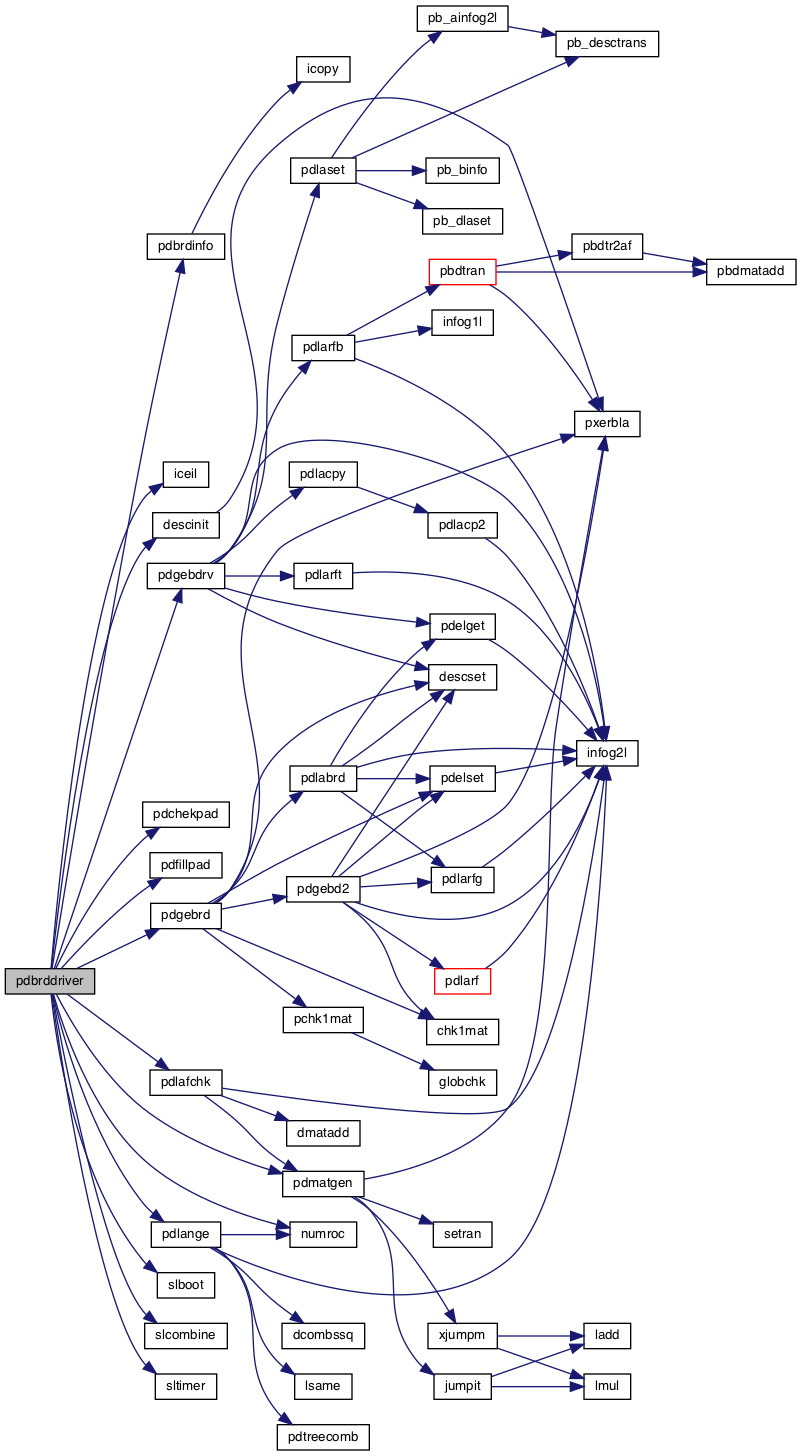 pb_ainfog2l
pb_desctrans
icopy
pdlaset
pb_binfo
pb_dlaset
pdbrdinfo
pbdtr2af
pbdtran
pbdmatadd
infog1l
pdlarfb
pxerbla
iceil
pdlacpy
descinit
pdlacp2
pdgebdrv
pdlarft
pdelget
descset
infog2l
pdlabrd
pdelset
pdchekpad
pdfillpad
pdlarfg
pdgebd2
pdgebrd
pdbrddriver
pdlarf
pchk1mat
chk1mat
pdlafchk
globchk
dmatadd
pdmatgen
pdlange
numroc
setran
slboot
slcombine
dcombssq
xjumpm
ladd
sltimer
lsame
jumpit
lmul
pdtreecomb